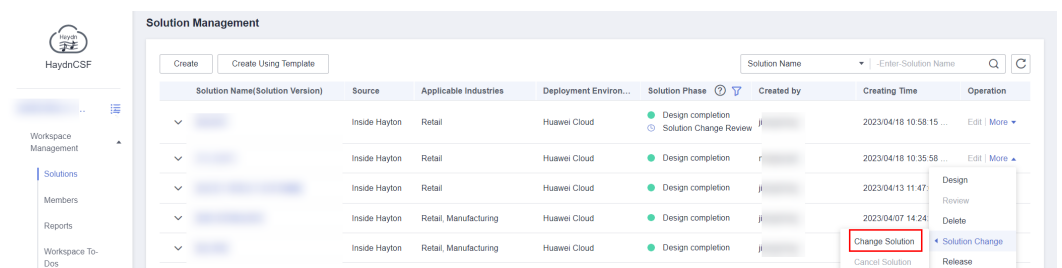 Solution Management
Haydn
HaydnCSF
Create
Create Using Template
Solution Name
-Enter-Solution Name
Solution Name(Solution Version) Source Applicable Industries Deployment Environ... Solution Phase Created by Creating Time Operation
Inside Hayton Retail Huawei Cloud Design completion 2023/04/18 10:58:15 ... Edit More
Solution Change Review
Inside Hayton Retail Huawei Cloud Design completion 2023/04/18 10:35:58 ... Edit More
Inside Hayton Retail Huawei Cloud Design completion 2023/04/13 11:47:
Inside Hayton Retail, Manufacturing Huawei Cloud Design completion 2023/04/07 14:24
Inside Hayton Retail, Manufacturing Huawei Cloud Design completion
Workspace
Management
Solutions
Members
Reports
Workspace To-
Dos
Design
Review
Delete
Solution Change
Release
Change Solution
Cancel Solution